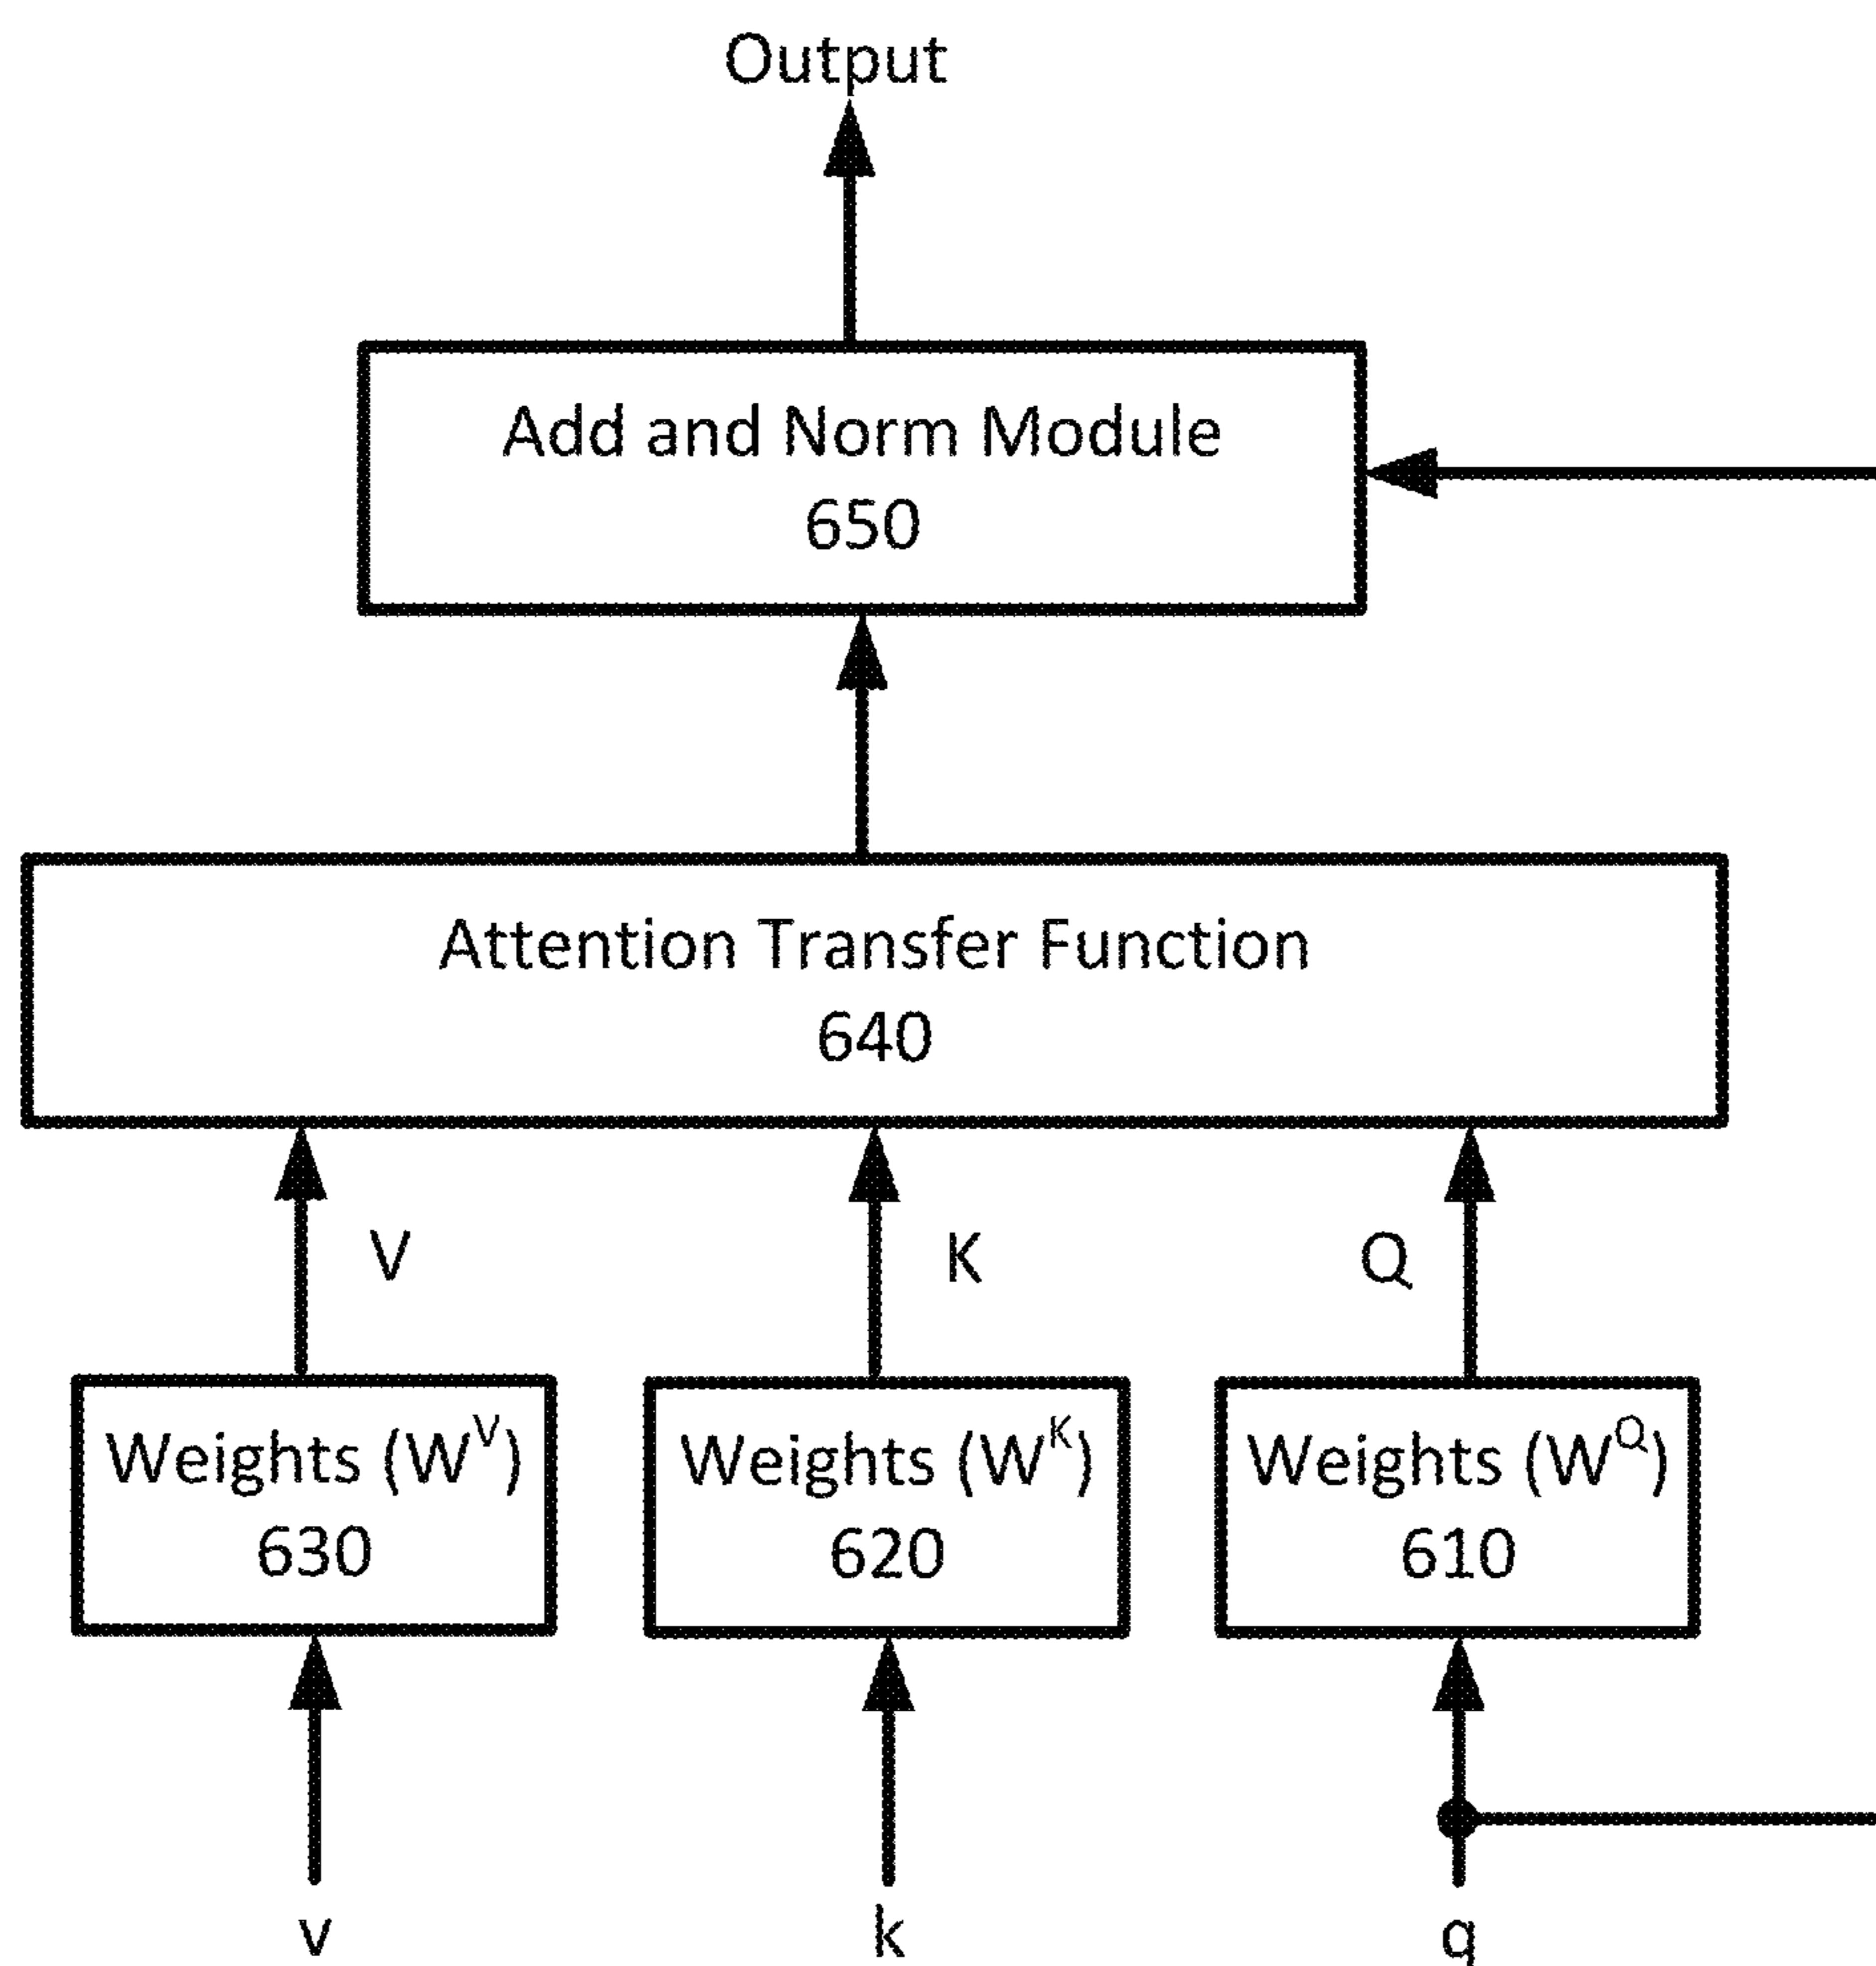 Output
Add and Norm Module
650
Attention Transfer Function
640
V K Q
Weights (W^V) Weights (W^K) Weights (W^Q)
630 620 610
v k q